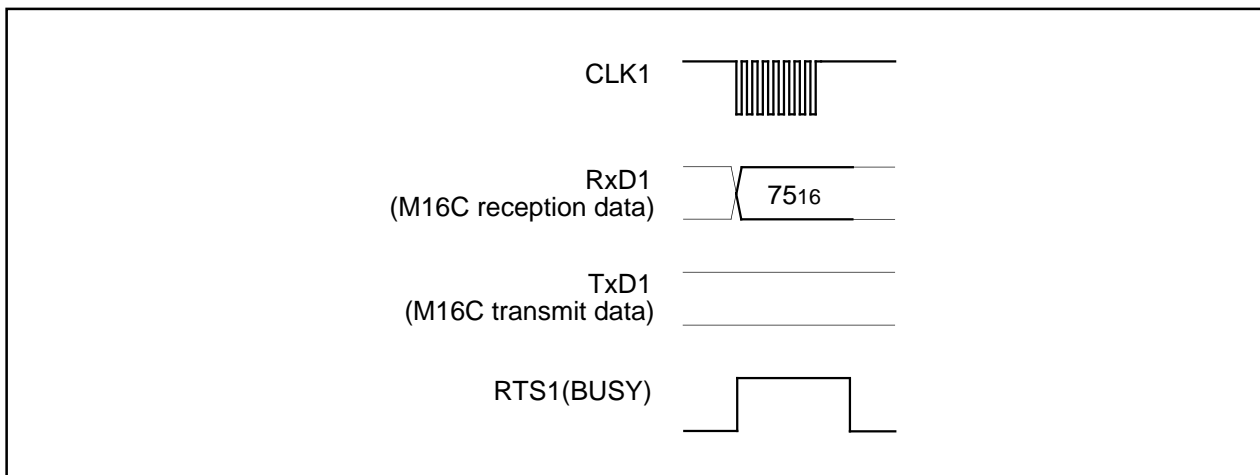 CLK1
RxD1
(M16C reception data)
7516
TxD1
(M16C transmit data)
RTS1(BUSY)